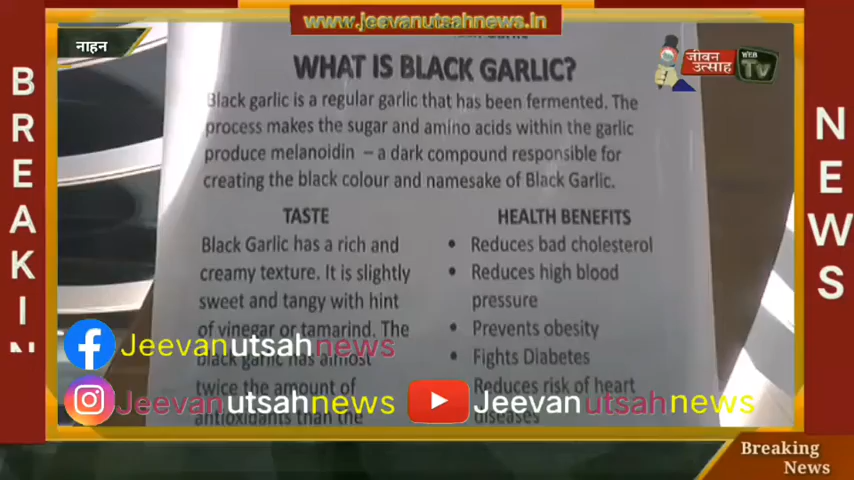 www.jeevanutsahnews.in
नाहन
जीवन
उत्साह
WEB
TV
BREAKIN
NEWS
WHAT IS BLACK GARLIC?
Black garlic is a regular garlic that has been fermented. The
process makes the sugar and amino acids within the garlic
produce melanoidin – a dark compound responsible for
creating the black colour and namesake of Black Garlic.
TASTE
Black Garlic has a rich and
creamy texture. It is slightly
sweet and tangy with hint
of vinegar or tamarind. The
black garlic has almost
twice the amount of
antioxidants than the
HEALTH BENEFITS
• Reduces bad cholesterol
• Reduces high blood
pressure
• Prevents obesity
• Fights Diabetes
Reduces risk of heart
diseases
Jeevanutsahnews
Jeevanutsahnews
Jeevanutsahnews
Breaking
News